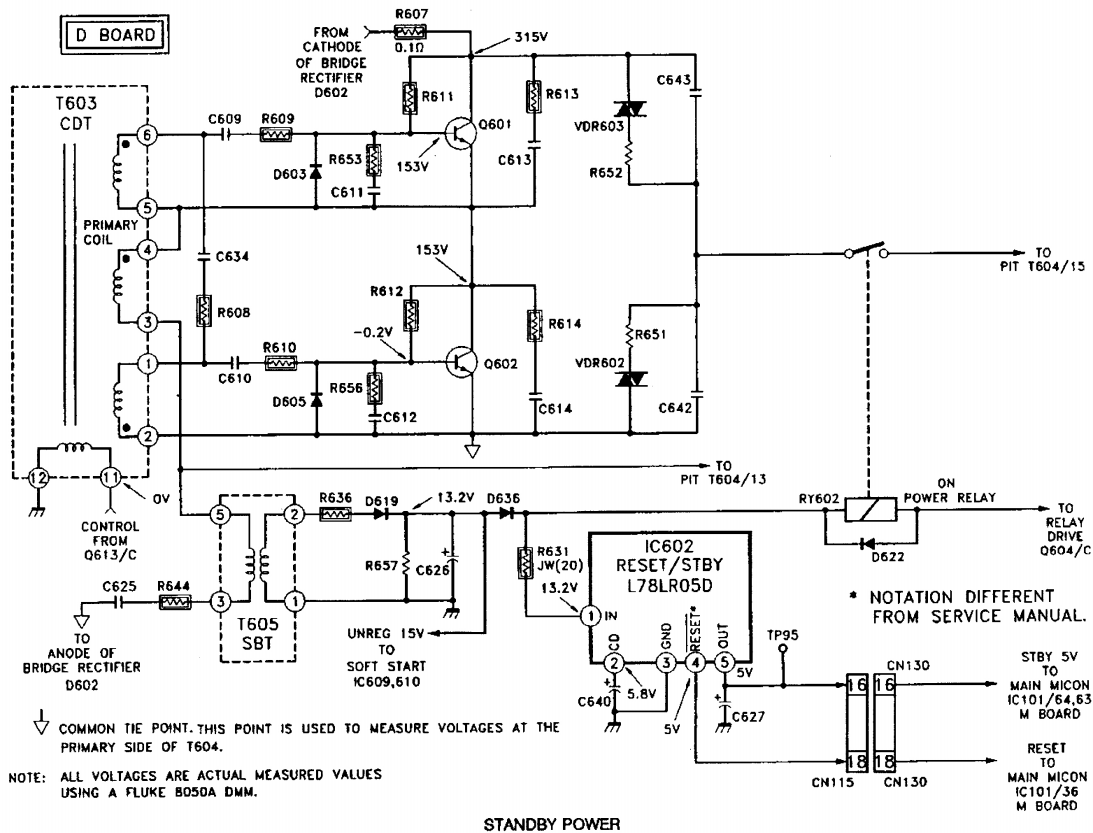 D BOARD
R607
0.1Ω
FROM
CATHODE
OF BRIDGE
RECTIFIER
D602
315V
T603
CDT
6
5
4
3
1
2
12
11
PRIMARY
COIL
C609
R609
R611
Q601
153V
R653
D603
C611
R613
C613
VDR603
R652
C643
C634
R608
153V
R612
-0.2V
R610
C610
R656
D605
C612
Q602
R614
C614
R651
VDR602
C642
TO
PIT T604/15
TO
PIT T604/13
0V
CONTROL
FROM
Q613/C
5
2
3
1
T605
SBT
R636
D619
13.2V
D636
R657
C626
+
C625
R644
TO
ANODE OF
BRIDGE RECTIFIER
D602
UNREG 15V
TO
SOFT START
IC609,610
R631
JW(20)
13.2V
IC602
RESET/STBY
L78LR05D
1
IN
CD
GND
RESET*
OUT
2
3
4
5
5V
5.8V
C640
+
5V
C627
+
TP95
RY602
ON
POWER RELAY
D622
TO
RELAY
DRIVE
Q604/C
* NOTATION DIFFERENT
FROM SERVICE MANUAL.
CN130
16
16
18
18
CN115
CN130
STBY 5V
TO
MAIN MICON
IC101/64,63
M BOARD
RESET
TO
MAIN MICON
IC101/36
M BOARD
COMMON TIE POINT. THIS POINT IS USED TO MEASURE VOLTAGES AT THE
PRIMARY SIDE OF T604.
NOTE: ALL VOLTAGES ARE ACTUAL MEASURED VALUES
USING A FLUKE 8050A DMM.
STANDBY POWER